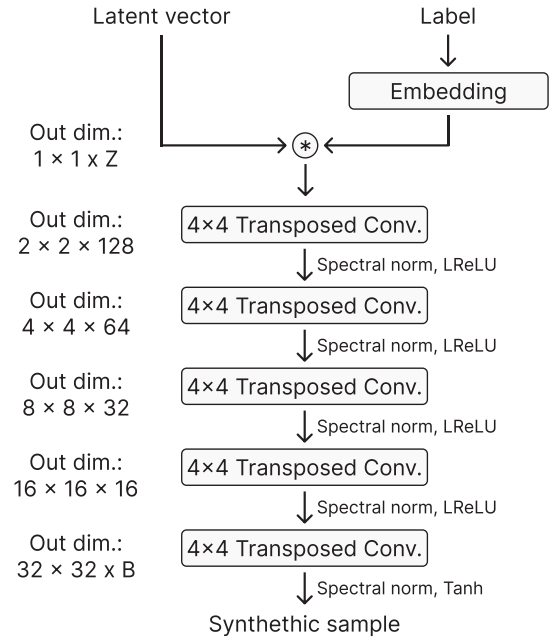 Latent vector
Label
Embedding
Out dim.:
1 × 1 x Z
*
Out dim.:
2 × 2 × 128
4×4 Transposed Conv.
Spectral norm, LReLU
Out dim.:
4 × 4 × 64
4×4 Transposed Conv.
Spectral norm, LReLU
Out dim.:
8 × 8 × 32
4×4 Transposed Conv.
Spectral norm, LReLU
Out dim.:
16 × 16 × 16
4×4 Transposed Conv.
Spectral norm, LReLU
Out dim.:
32 × 32 x B
4×4 Transposed Conv.
Spectral norm, Tanh
Synthethic sample